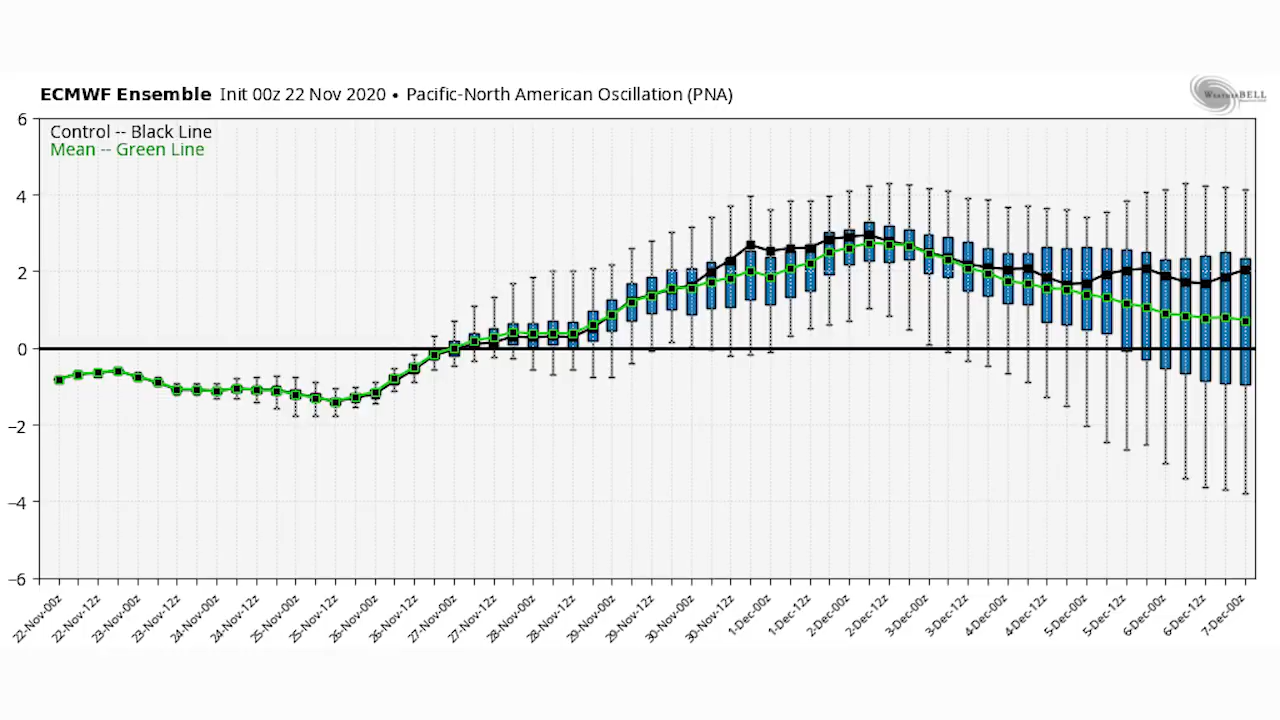 ECMWF Ensemble Init 00z 22 Nov 2020 • Pacific-North American Oscillation (PNA)
WeatherBELL
Control -- Black Line
Mean -- Green Line
6
4
2
0
−2
−4
−6
22-Nov-00z
22-Nov-12z
23-Nov-00z
23-Nov-12z
24-Nov-00z
24-Nov-12z
25-Nov-00z
25-Nov-12z
26-Nov-00z
26-Nov-12z
27-Nov-00z
27-Nov-12z
28-Nov-00z
28-Nov-12z
29-Nov-00z
29-Nov-12z
30-Nov-00z
30-Nov-12z
1-Dec-00z
1-Dec-12z
2-Dec-00z
2-Dec-12z
3-Dec-00z
3-Dec-12z
4-Dec-00z
4-Dec-12z
5-Dec-00z
5-Dec-12z
6-Dec-00z
6-Dec-12z
7-Dec-00z